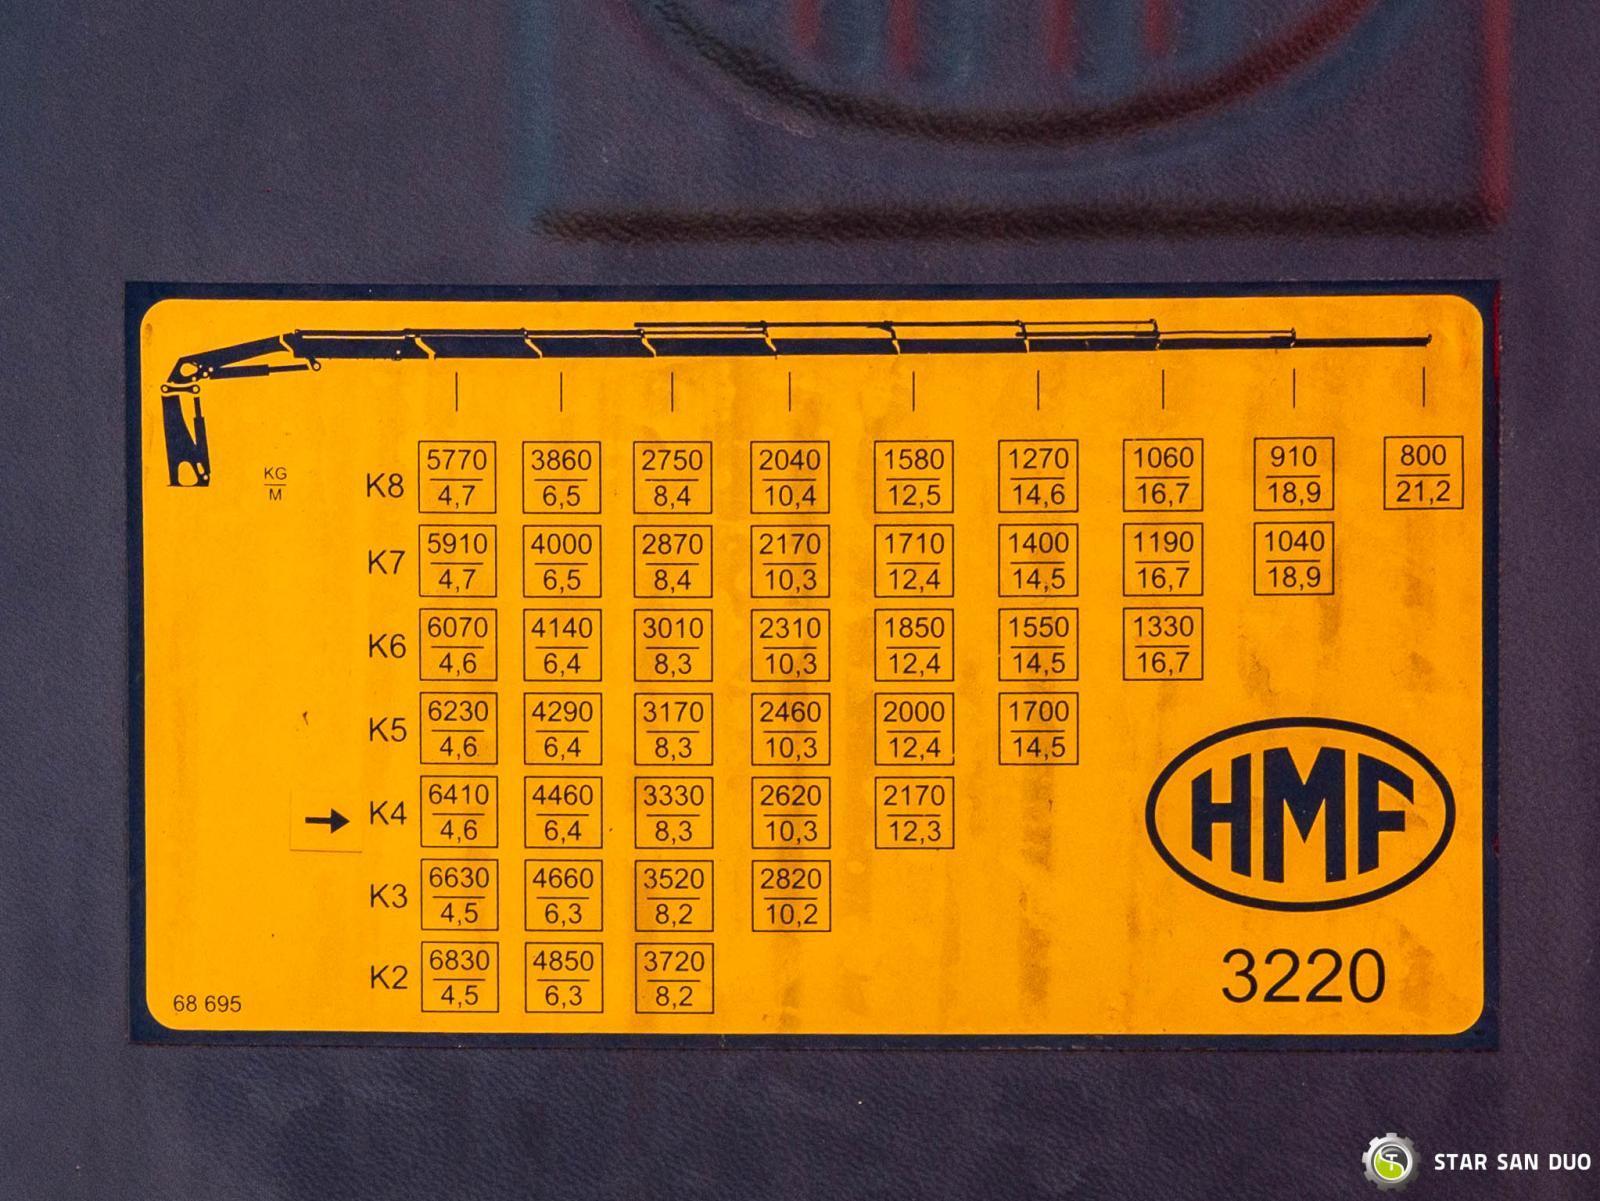 5770 3860 2750 2040 1580 1270 1060 910 800
KG K8
M
4,7 6,5 8,4 10,4 12,5 14,6 16,7 18,9 21,2
5910 4000 2870 2170 1710 1400 1190 1040
K7
4,7 6,5 8,4 10,3 12,4 14,5 16,7 18,9
6070 4140 3010 2310 1850 1550 1330
K6
4,6 6,4 8,3 10,3 12,4 14,5 16,7
6230 4290 3170 2460 2000 1700
K5
4,6 6,4 8,3 10,3 12,4 14,5
6410 4460 3330 2620 2170
K4
4,6 6,4 8,3 10,3 12,3
6630 4660 3520 2820
K3
4,5 6,3 8,2 10,2
6830 4850 3720
K2
4,5 6,3 8,2
HMF
3220
68 695
STAR SAN DUO